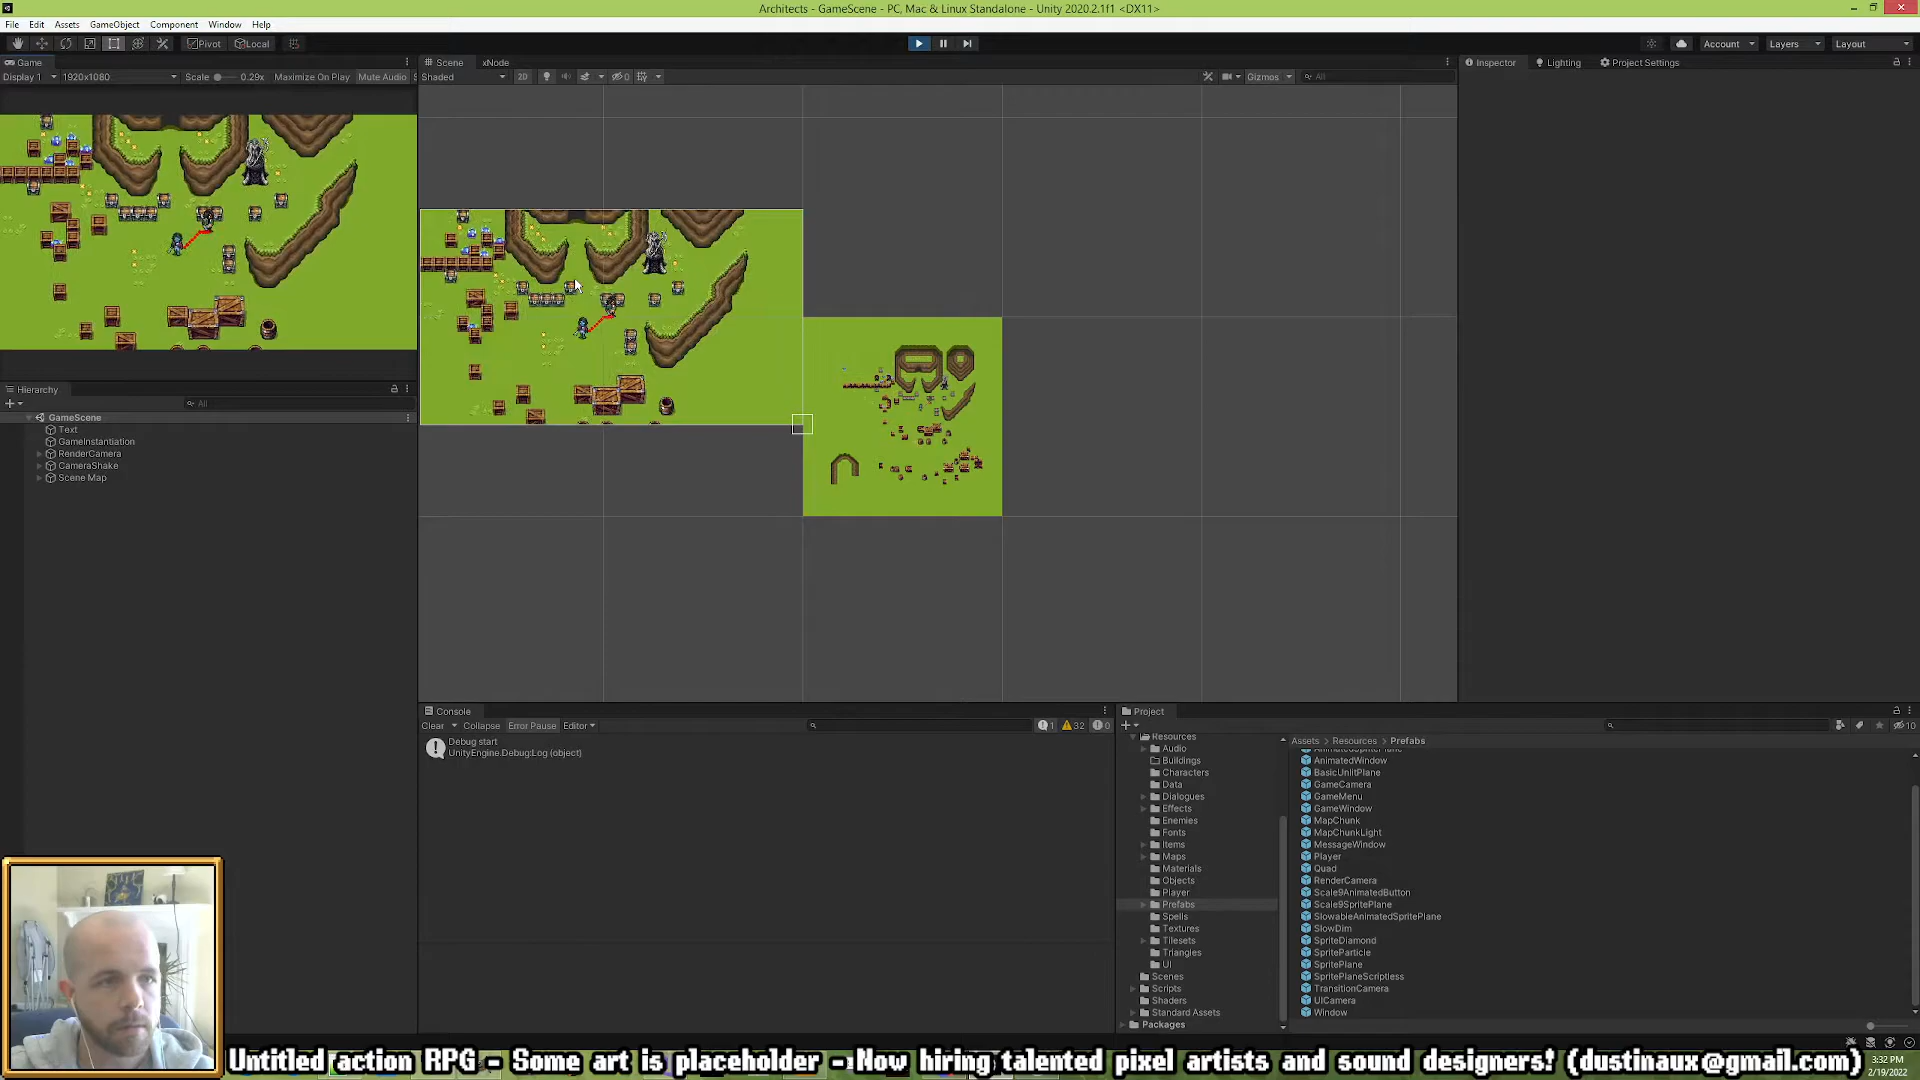 Architects - GameScene - PC, Mac & Linux Standalone - Unity 2020.2.1f1 <DX11>
File Edit Assets GameObject Component Window Help
Pivot Local Account Layers Layout
Game
Display 1 1920x1080 Scale 0.29x Maximize On Play Mute Audio
Scene xNode
Shaded 2D 0 Gizmos All
Inspector Lighting Project Settings
Hierarchy
All
GameScene
Text
GameInstantiation
RenderCamera
CameraShake
Scene Map
Console
Clear Collapse Error Pause Editor 1 32 0
Debug start
UnityEngine.Debug:Log (object)
Project
10
Resources
Audio
Buildings
Characters
Data
Dialogues
Effects
Enemies
Fonts
Items
Maps
Materials
Objects
Player
Prefabs
Spells
Textures
Tilesets
Triangles
UI
Scenes
Scripts
Shaders
Standard Assets
Packages
Assets Resources Prefabs
AnimatedWindow
BasicUnlitPlane
GameCamera
GameMenu
GameWindow
MapChunk
MapChunkLight
MessageWindow
Player
Quad
RenderCamera
Scale9AnimatedButton
Scale9SpritePlane
SlowableAnimatedSpritePlane
SlowDim
SpriteDiamond
SpriteParticle
SpritePlane
SpritePlaneScriptless
TransitionCamera
UICamera
Window
Untitled action RPG - Some art is placeholder - Now hiring talented pixel artists and sound designers! (dustinaux@gmail.com)
3:32 PM
2/19/2022